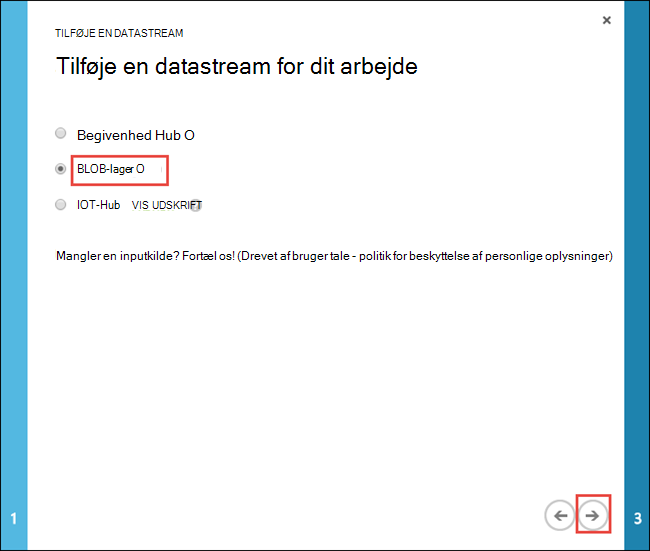 TILFØJE EN DATASTREAM
Tilføje en datastream for dit arbejde
Begivenhed Hub O
BLOB-lager O
IOT-Hub VIS UDSKRIFT
Mangler en inputkilde? Fortæl os! (Drevet af bruger tale - politik for beskyttelse af personlige oplysninger)
1
3